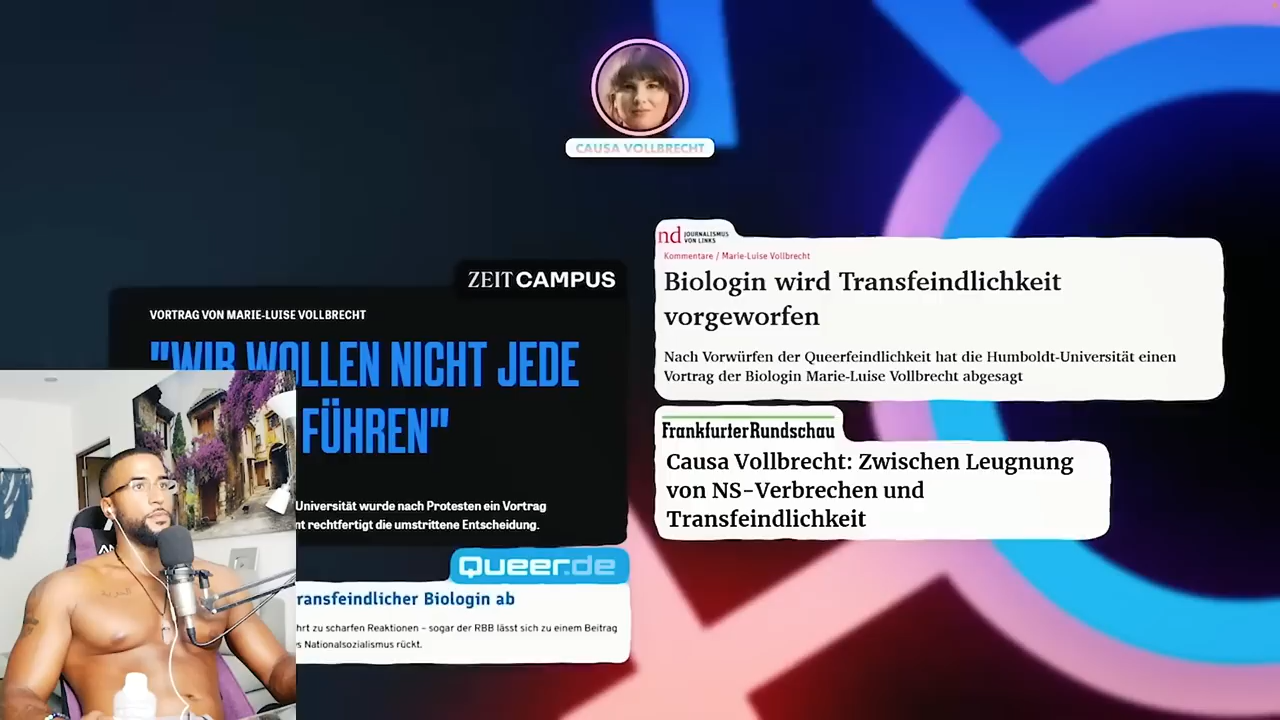 CAUSA VOLLBRECHT
ZEIT CAMPUS
VORTRAG VON MARIE-LUISE VOLLBRECHT
"WIR WOLLEN NICHT JEDE
FÜHREN"
Universität wurde nach Protesten ein Vortrag
nt rechtfertigt die umstrittene Entscheidung.
Queer.de
ransfeindlicher Biologin ab
hrt zu scharfen Reaktionen – sogar der RBB lässt sich zu einem Beitrag
s Nationalsozialismus rückt.
nd JOURNALISMUS
VON LINKS
Kommentare / Marie-Luise Vollbrecht
Biologin wird Transfeindlichkeit
vorgeworfen
Nach Vorwürfen der Queerfeindlichkeit hat die Humboldt-Universität einen
Vortrag der Biologin Marie-Luise Vollbrecht abgesagt
FrankfurterRundschau
Causa Vollbrecht: Zwischen Leugnung
von NS-Verbrechen und
Transfeindlichkeit